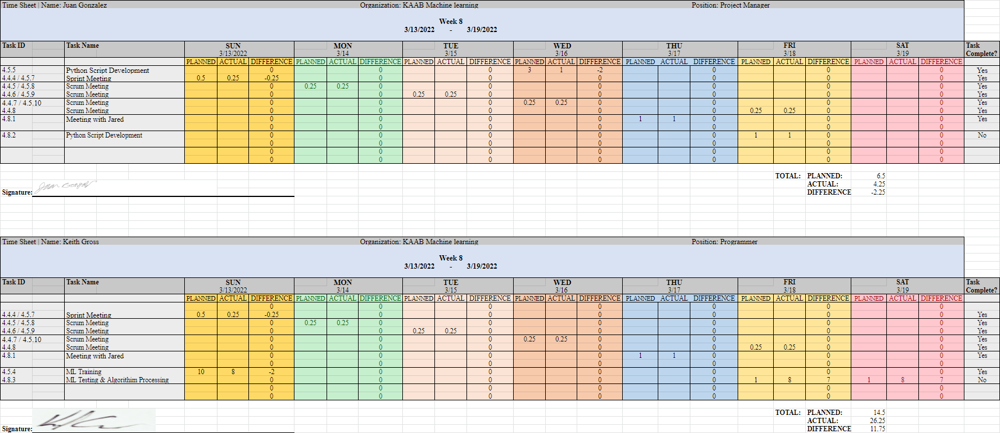 Time Sheet | Name: Juan Gonzalez Organization: KAAB Machine learning Position: Project Manager
Week 8
3/13/2022 - 3/19/2022
Task ID Task Name SUN MON TUE WED THU FRI SAT Task
3/13/2022 3/14 3/15 3/16 3/17 3/18 3/19 Complete?
PLANNED ACTUAL DIFFERENCE PLANNED ACTUAL DIFFERENCE PLANNED ACTUAL DIFFERENCE PLANNED ACTUAL DIFFERENCE PLANNED ACTUAL DIFFERENCE PLANNED ACTUAL DIFFERENCE PLANNED ACTUAL DIFFERENCE
4.5.5 Python Script Development 0 0 0 3 1 -2 0 0 0 Yes
4.4.4 / 4.5.7 Sprint Meeting 0.5 0.25 -0.25 0 0 0 0 0 0 Yes
4.4.5 / 4.5.8 Scrum Meeting 0 0.25 0.25 0 0 0 0 0 0 Yes
4.4.6 / 4.5.9 Scrum Meeting 0 0 0.25 0.25 0 0 0 0 0 Yes
4.4.7 / 4.5.10 Scrum Meeting 0 0 0 0.25 0.25 0 0 0 0 Yes
4.4.8 Scrum Meeting 0 0 0 0 0 0.25 0.25 0 0 Yes
4.8.1 Meeting with Jared 0 0 0 0 1 1 0 0 0 Yes
0 0 0 0 0 0 0
4.8.2 Python Script Development 0 0 0 0 0 1 1 0 0 No
0 0 0 0 0 0 0
0 0 0 0 0 0 0
0 0 0 0 0 0 0
TOTAL: PLANNED: 6.5
ACTUAL: 4.25
Signature: DIFFERENCE -2.25
Time Sheet | Name: Keith Gross Organization: KAAB Machine learning Position: Programmer
Week 8
3/13/2022 - 3/19/2022
Task ID Task Name SUN MON TUE WED THU FRI SAT Task
3/13/2022 3/14 3/15 3/16 3/17 3/18 3/19 Complete?
PLANNED ACTUAL DIFFERENCE PLANNED ACTUAL DIFFERENCE PLANNED ACTUAL DIFFERENCE PLANNED ACTUAL DIFFERENCE PLANNED ACTUAL DIFFERENCE PLANNED ACTUAL DIFFERENCE PLANNED ACTUAL DIFFERENCE
0 0 0 0 0 0 0
4.4.4 / 4.5.7 Sprint Meeting 0.5 0.25 -0.25 0 0 0 0 0 0 Yes
4.4.5 / 4.5.8 Scrum Meeting 0 0.25 0.25 0 0 0 0 0 0 Yes
4.4.6 / 4.5.9 Scrum Meeting 0 0 0.25 0.25 0 0 0 0 0 Yes
4.4.7 / 4.5.10 Scrum Meeting 0 0 0 0.25 0.25 0 0 0 0 Yes
4.4.8 Scrum Meeting 0 0 0 0 0 0.25 0.25 0 0 Yes
4.8.1 Meeting with Jared 0 0 0 0 1 1 0 0 0 Yes
0 0 0 0 0 0 0
4.5.4 ML Training 10 8 -2 0 0 0 0 0 0 Yes
4.8.3 ML Testing & Algorithim Processing 0 0 0 0 0 1 8 7 1 8 7 No
0 0 0 0 0 0 0
0 0 0 0 0 0 0
TOTAL: PLANNED: 14.5
ACTUAL: 26.25
Signature: DIFFERENCE 11.75